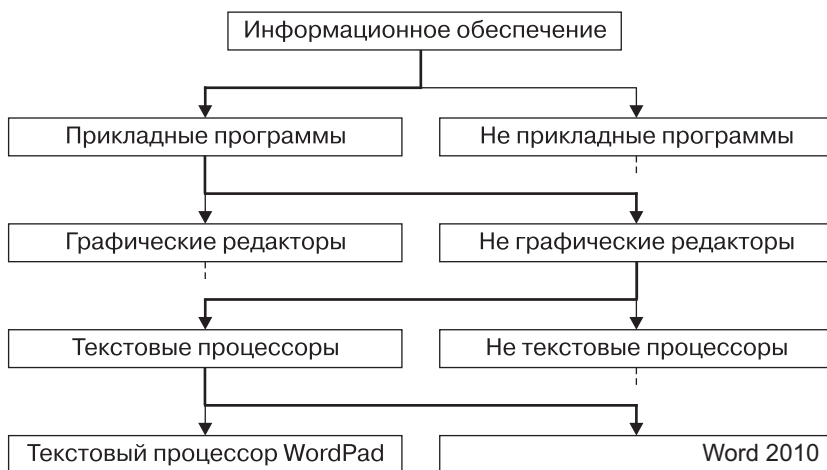 Информационное обеспечение
Прикладные программы
Не прикладные программы
Графические редакторы
Не графические редакторы
Текстовые процессоры
Не текстовые процессоры
Текстовый процессор WordPad
Word 2010